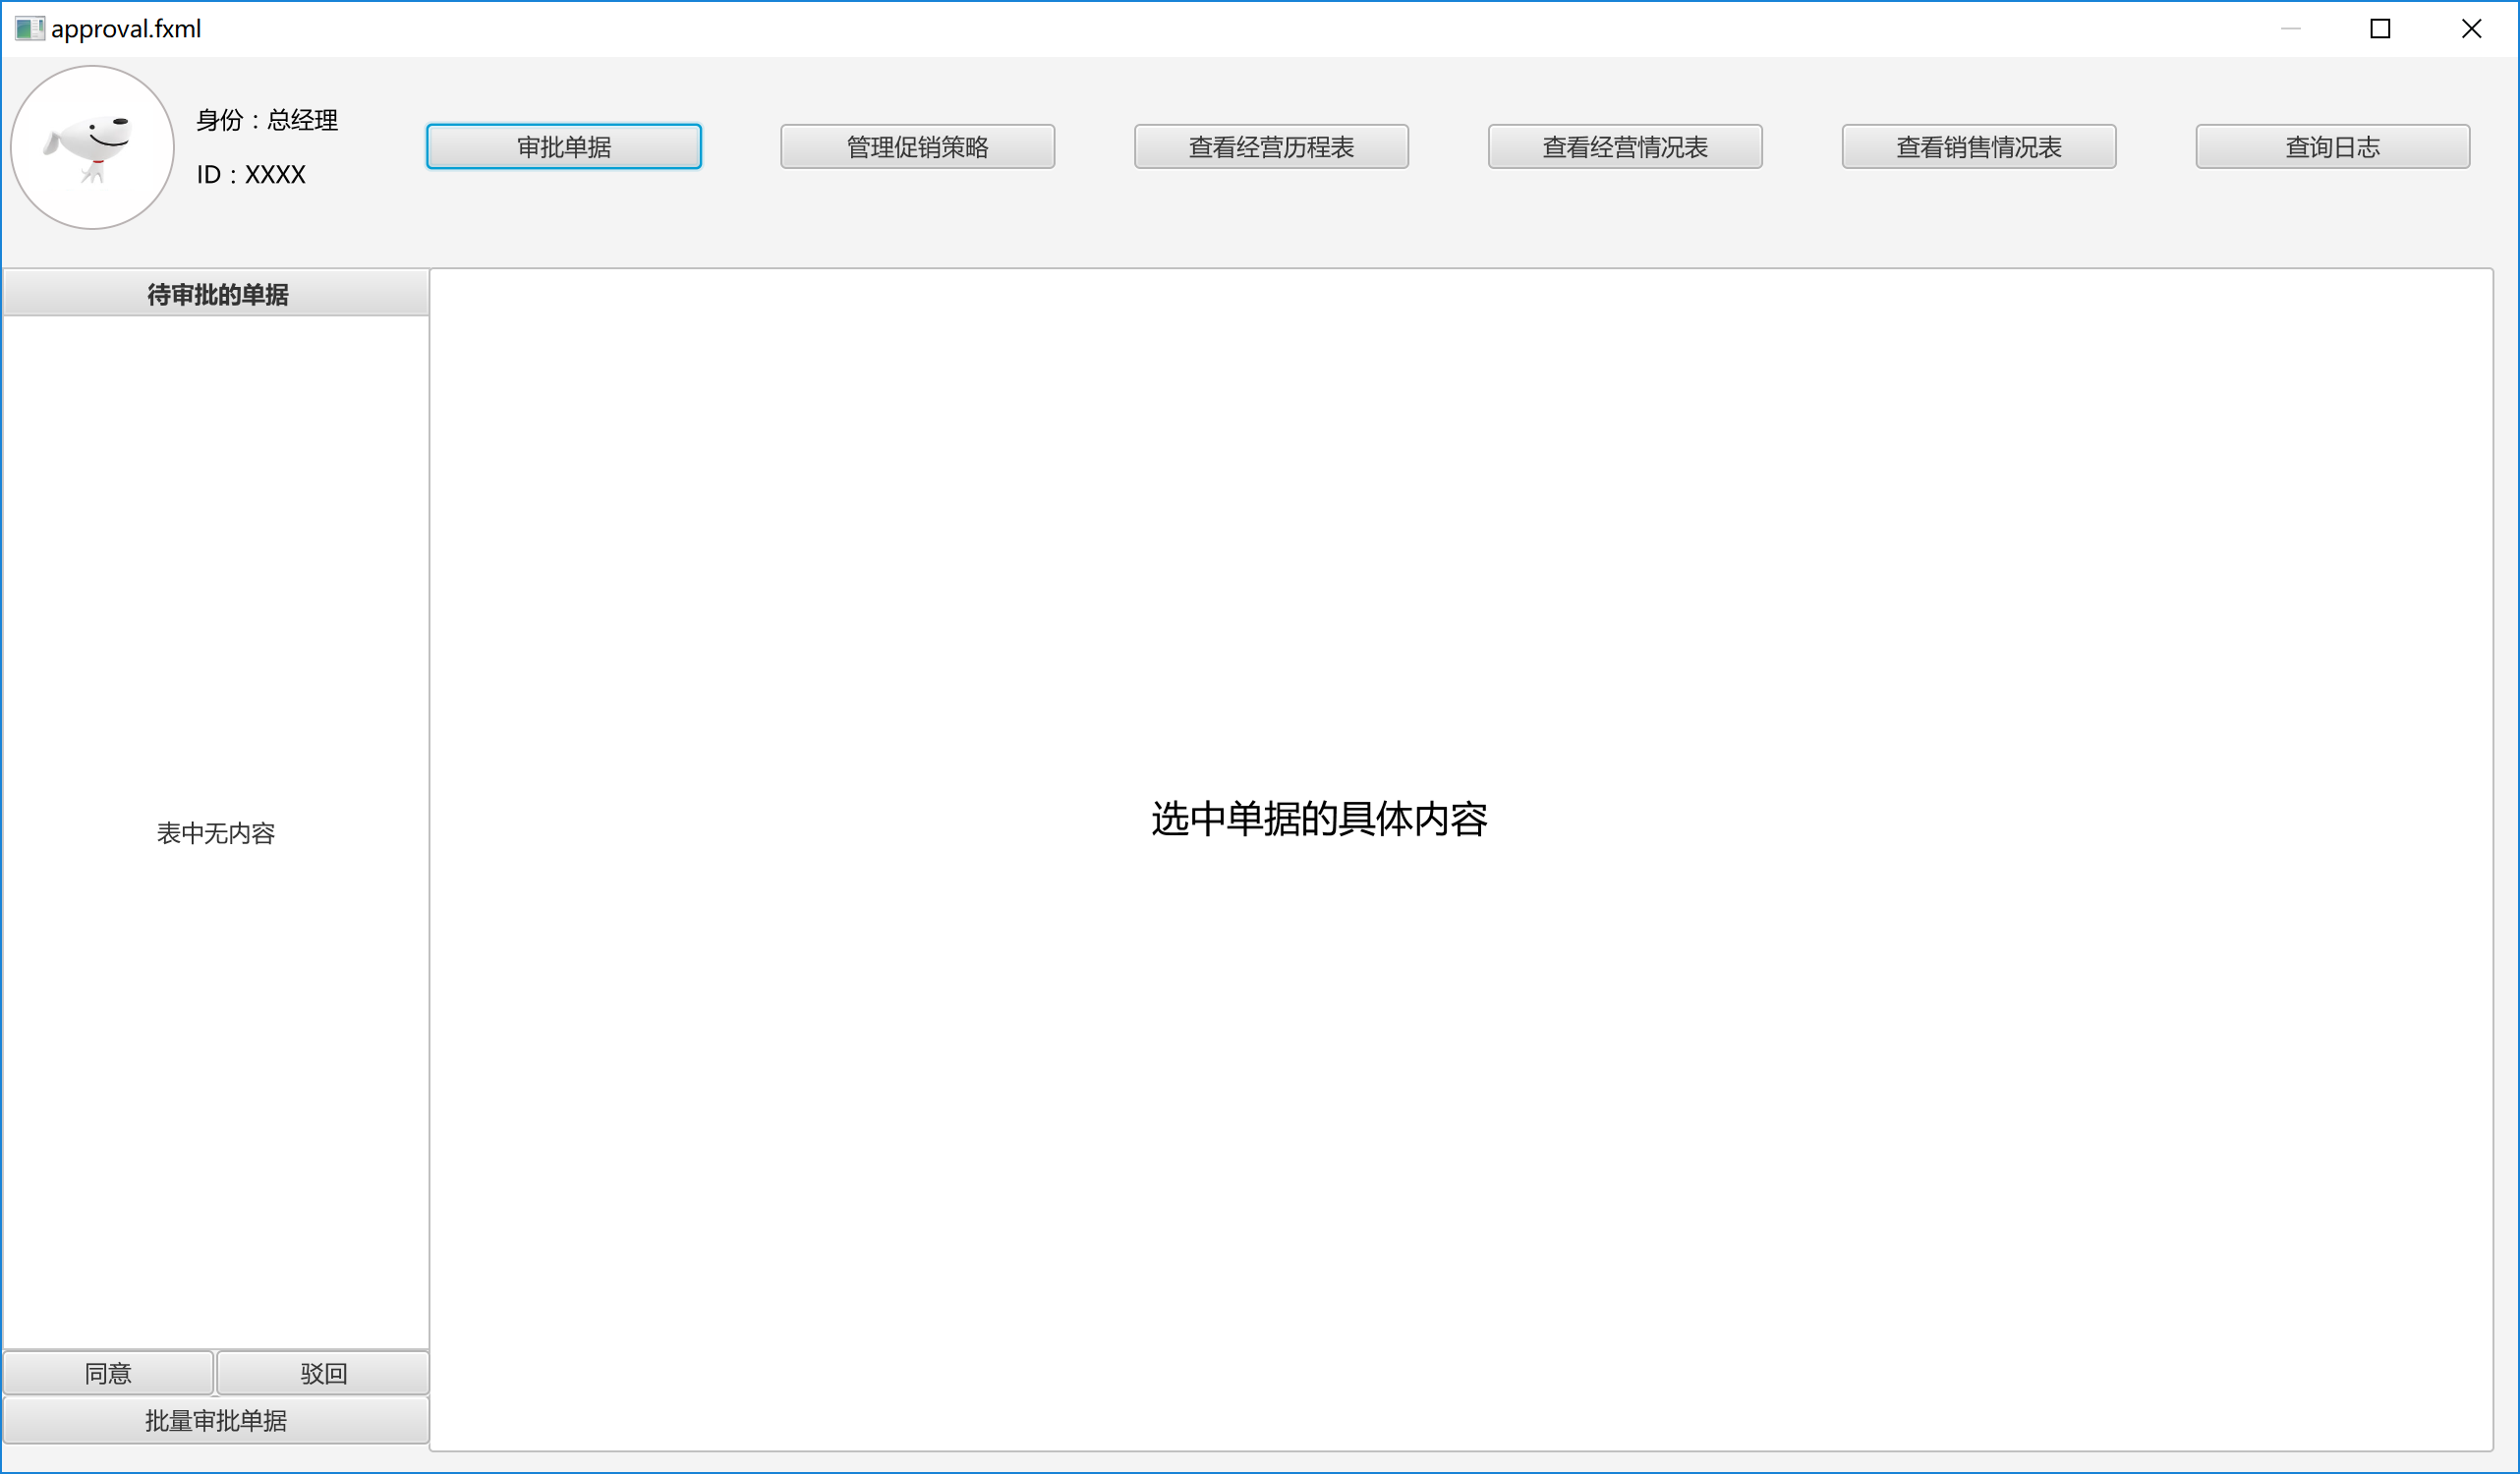 approval.fxml
身份：总经理
ID：XXXX
审批单据
管理促销策略
查看经营历程表
查看经营情况表
查看销售情况表
查询日志
待审批的单据
表中无内容
选中单据的具体内容
同意
驳回
批量审批单据